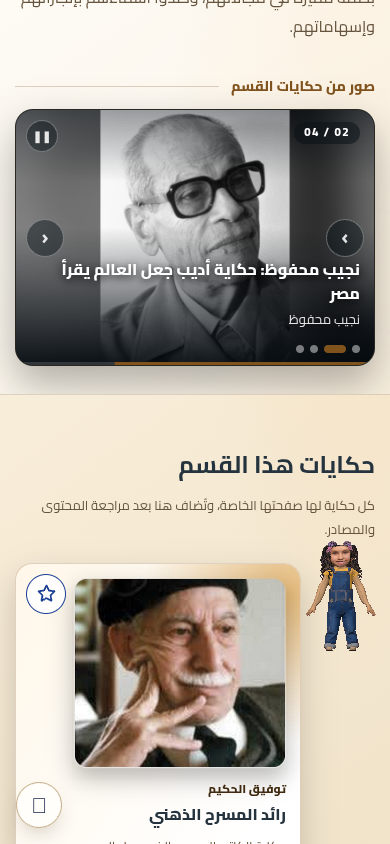 وإسهاماتهم.
صور من حكايات القسم
04 / 02
نجيب محفوظ: حكاية أديب جعل العالم يقرأ
مصر
نجيب محفوظ
حكايات هذا القسم
كل حكاية لها صفحتها الخاصة، وتُضاف هنا بعد مراجعة المحتوى
والمصادر.
توفيق الحكيم
رائد المسرح الذهني